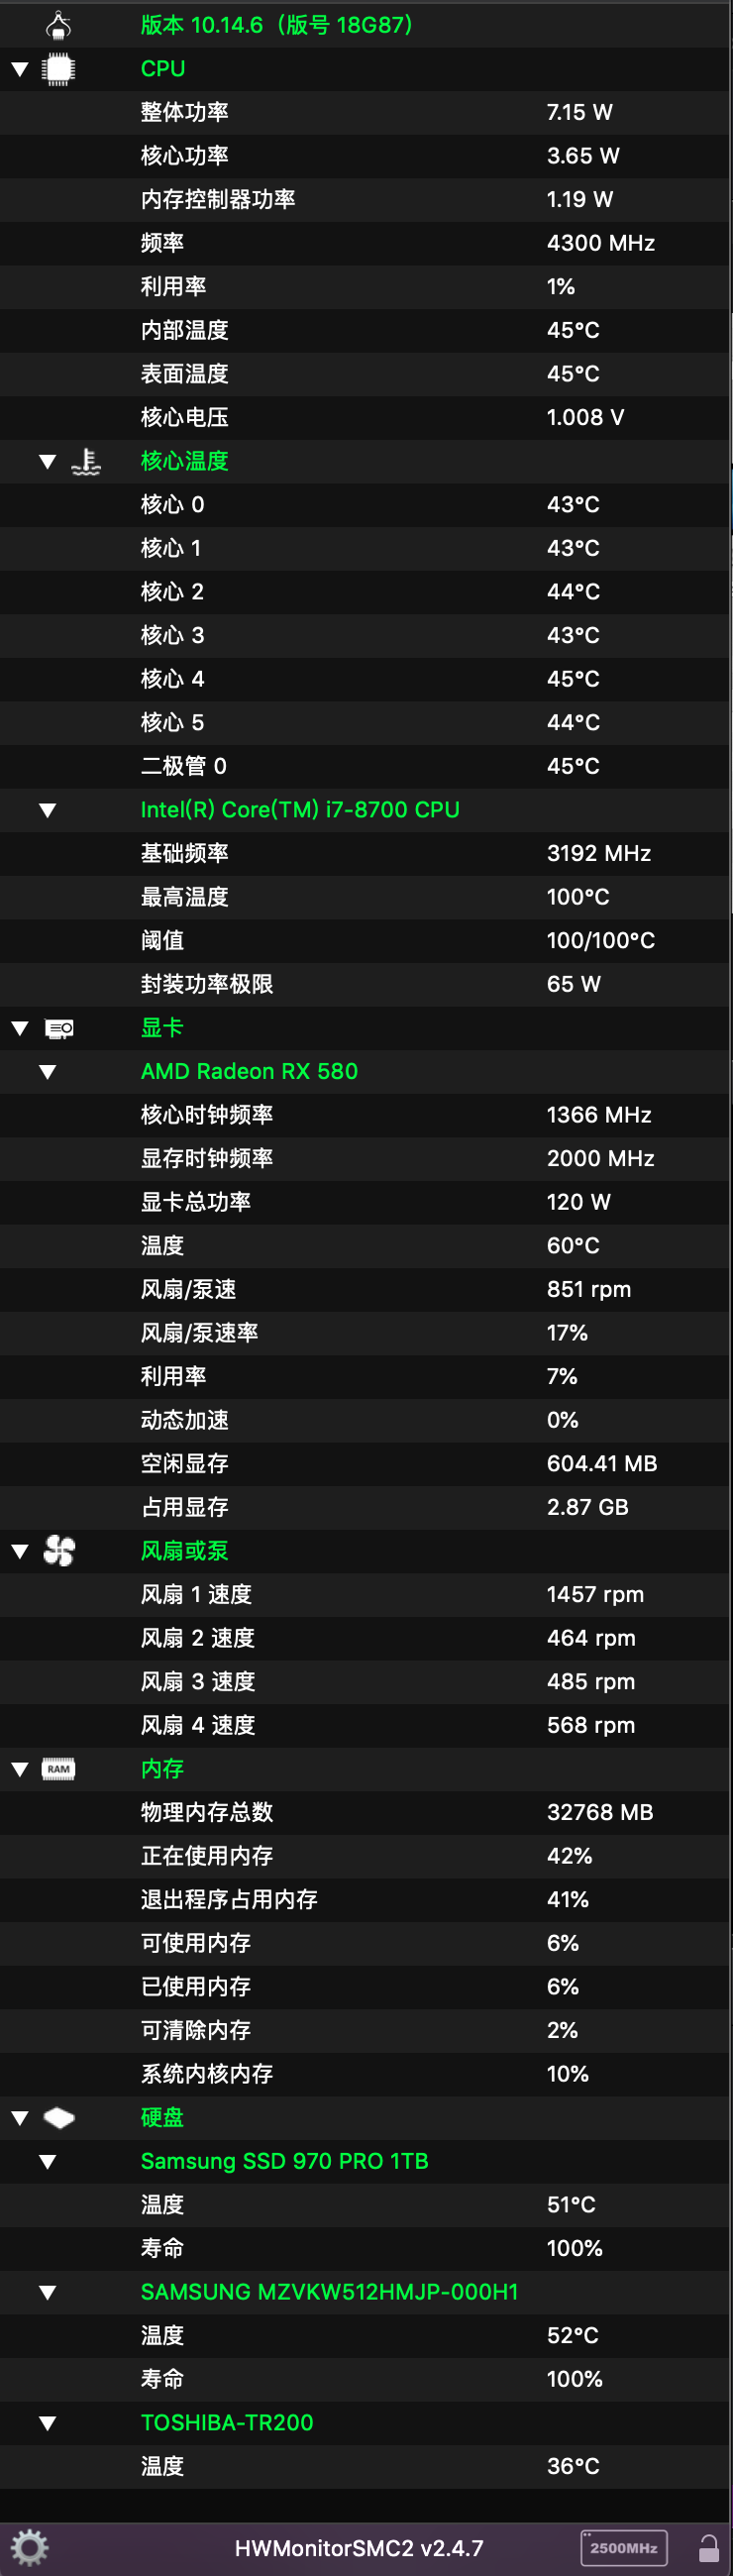 版本 10.14.6（版号 18G87）
CPU
整体功率 7.15 W
核心功率 3.65 W
内存控制器功率 1.19 W
频率 4300 MHz
利用率 1%
内部温度 45°C
表面温度 45°C
核心电压 1.008 V
核心温度
核心 0 43°C
核心 1 43°C
核心 2 44°C
核心 3 43°C
核心 4 45°C
核心 5 44°C
二极管 0 45°C
Intel(R) Core(TM) i7-8700 CPU
基础频率 3192 MHz
最高温度 100°C
阈值 100/100°C
封装功率极限 65 W
显卡
AMD Radeon RX 580
核心时钟频率 1366 MHz
显存时钟频率 2000 MHz
显卡总功率 120 W
温度 60°C
风扇/泵速 851 rpm
风扇/泵速率 17%
利用率 7%
动态加速 0%
空闲显存 604.41 MB
占用显存 2.87 GB
风扇或泵
风扇 1 速度 1457 rpm
风扇 2 速度 464 rpm
风扇 3 速度 485 rpm
风扇 4 速度 568 rpm
RAM 内存
物理内存总数 32768 MB
正在使用内存 42%
退出程序占用内存 41%
可使用内存 6%
已使用内存 6%
可清除内存 2%
系统内核内存 10%
硬盘
Samsung SSD 970 PRO 1TB
温度 51°C
寿命 100%
SAMSUNG MZVKW512HMJP-000H1
温度 52°C
寿命 100%
TOSHIBA-TR200
温度 36°C
HWMonitorSMC2 v2.4.7 2500MHz